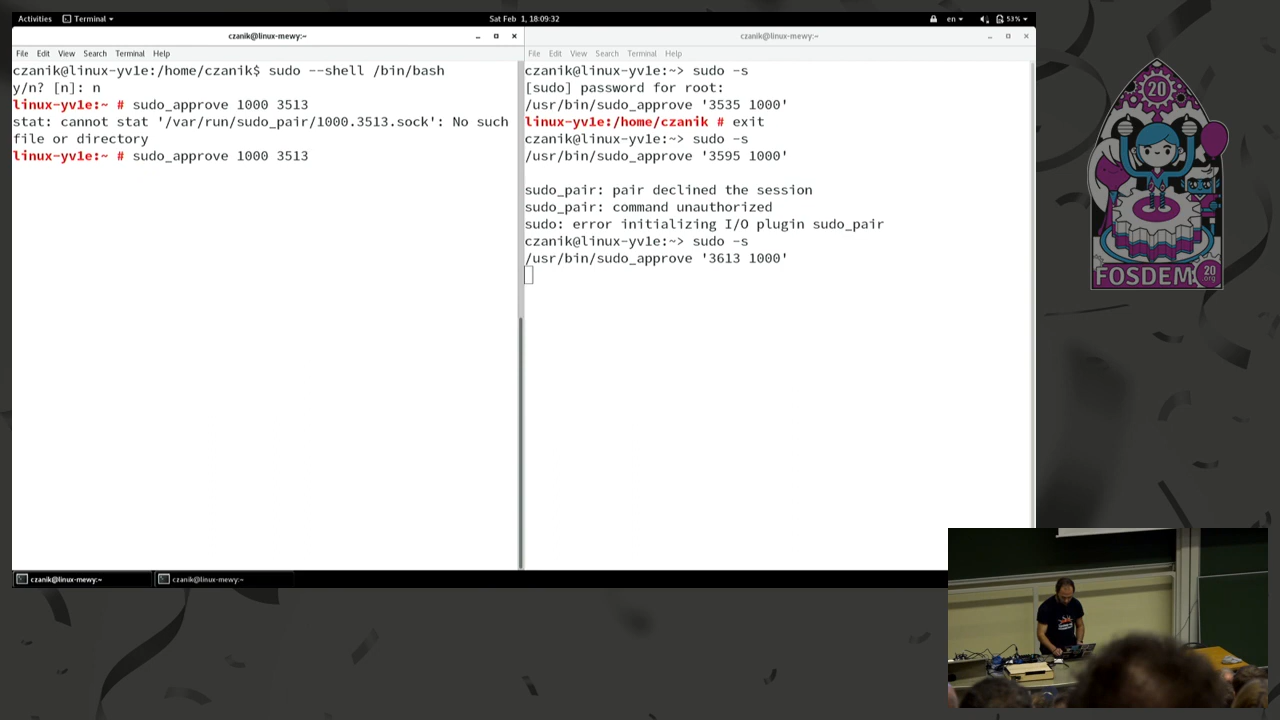 Activities Terminal Sat Feb 1, 18:09:32 en 53%
czanik@linux-mewy:~
File Edit View Search Terminal Help
czanik@linux-yv1e:/home/czanik$ sudo --shell /bin/bash
y/n? [n]: n
linux-yv1e:~ # sudo_approve 1000 3513
stat: cannot stat '/var/run/sudo_pair/1000.3513.sock': No such
file or directory
linux-yv1e:~ # sudo_approve 1000 3513
czanik@linux-mewy:~
File Edit View Search Terminal Help
czanik@linux-yv1e:~> sudo -s
[sudo] password for root:
/usr/bin/sudo_approve '3535 1000'
linux-yv1e:/home/czanik # exit
czanik@linux-yv1e:~> sudo -s
/usr/bin/sudo_approve '3595 1000'
sudo_pair: pair declined the session
sudo_pair: command unauthorized
sudo: error initializing I/O plugin sudo_pair
czanik@linux-yv1e:~> sudo -s
/usr/bin/sudo_approve '3613 1000'
czanik@linux-mewy:~ czanik@linux-mewy:~
20
FOSDEM
20
.org